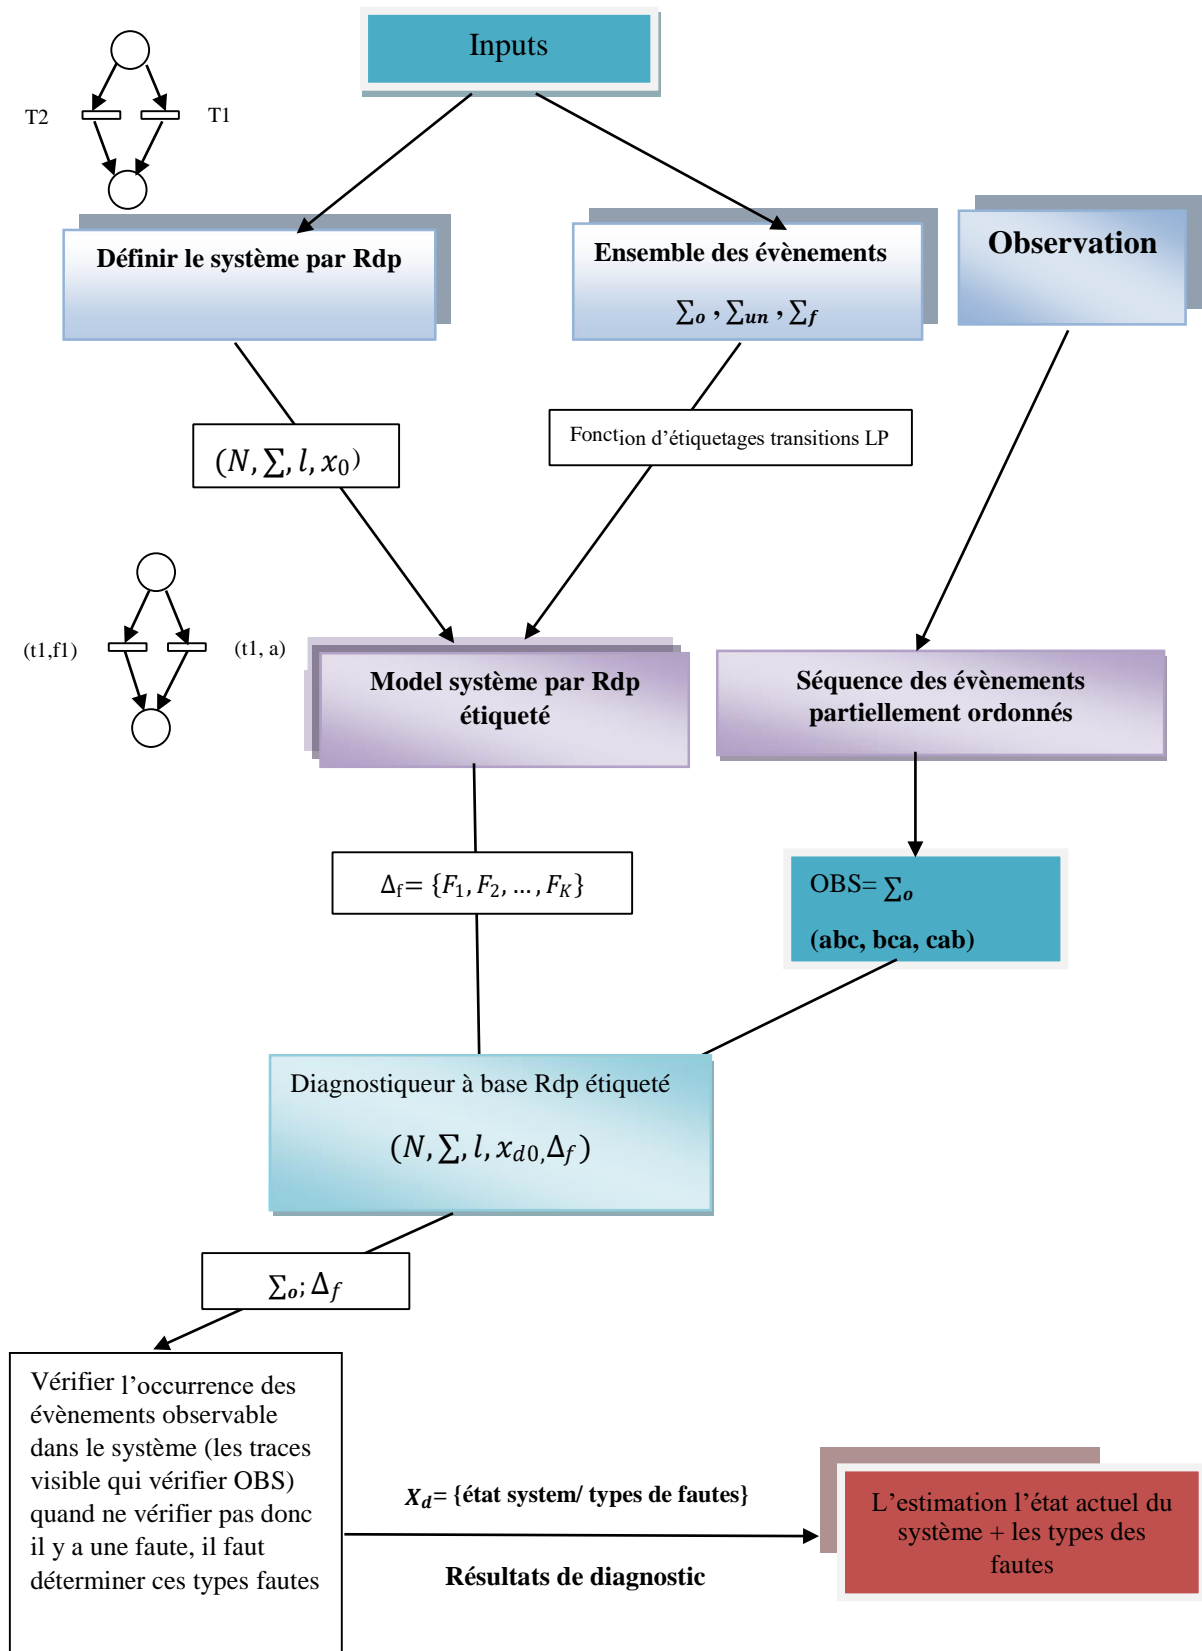 Inputs
T2
T1
Définir le système par Rdp
Ensemble des évènements
∑o , ∑un , ∑f
Observation
(N, ∑, l, x0)
Fonction d’étiquetages transitions LP
(t1,f1)
(t1, a)
Model système par Rdp
étiqueté
Séquence des évènements
partiellement ordonnés
Δf= {F1, F2, … , FK}
OBS= ∑o
(abc, bca, cab)
Diagnostiqueur à base Rdp étiqueté
(N, ∑, l, xd0, Δf)
∑o; Δf
Vérifier l’occurrence des
évènements observable
dans le système (les traces
visible qui vérifier OBS)
quand ne vérifier pas donc
il y a une faute, il faut
déterminer ces types fautes
Xd= {état system/ types de fautes}
Résultats de diagnostic
L’estimation l’état actuel du
système + les types des
fautes